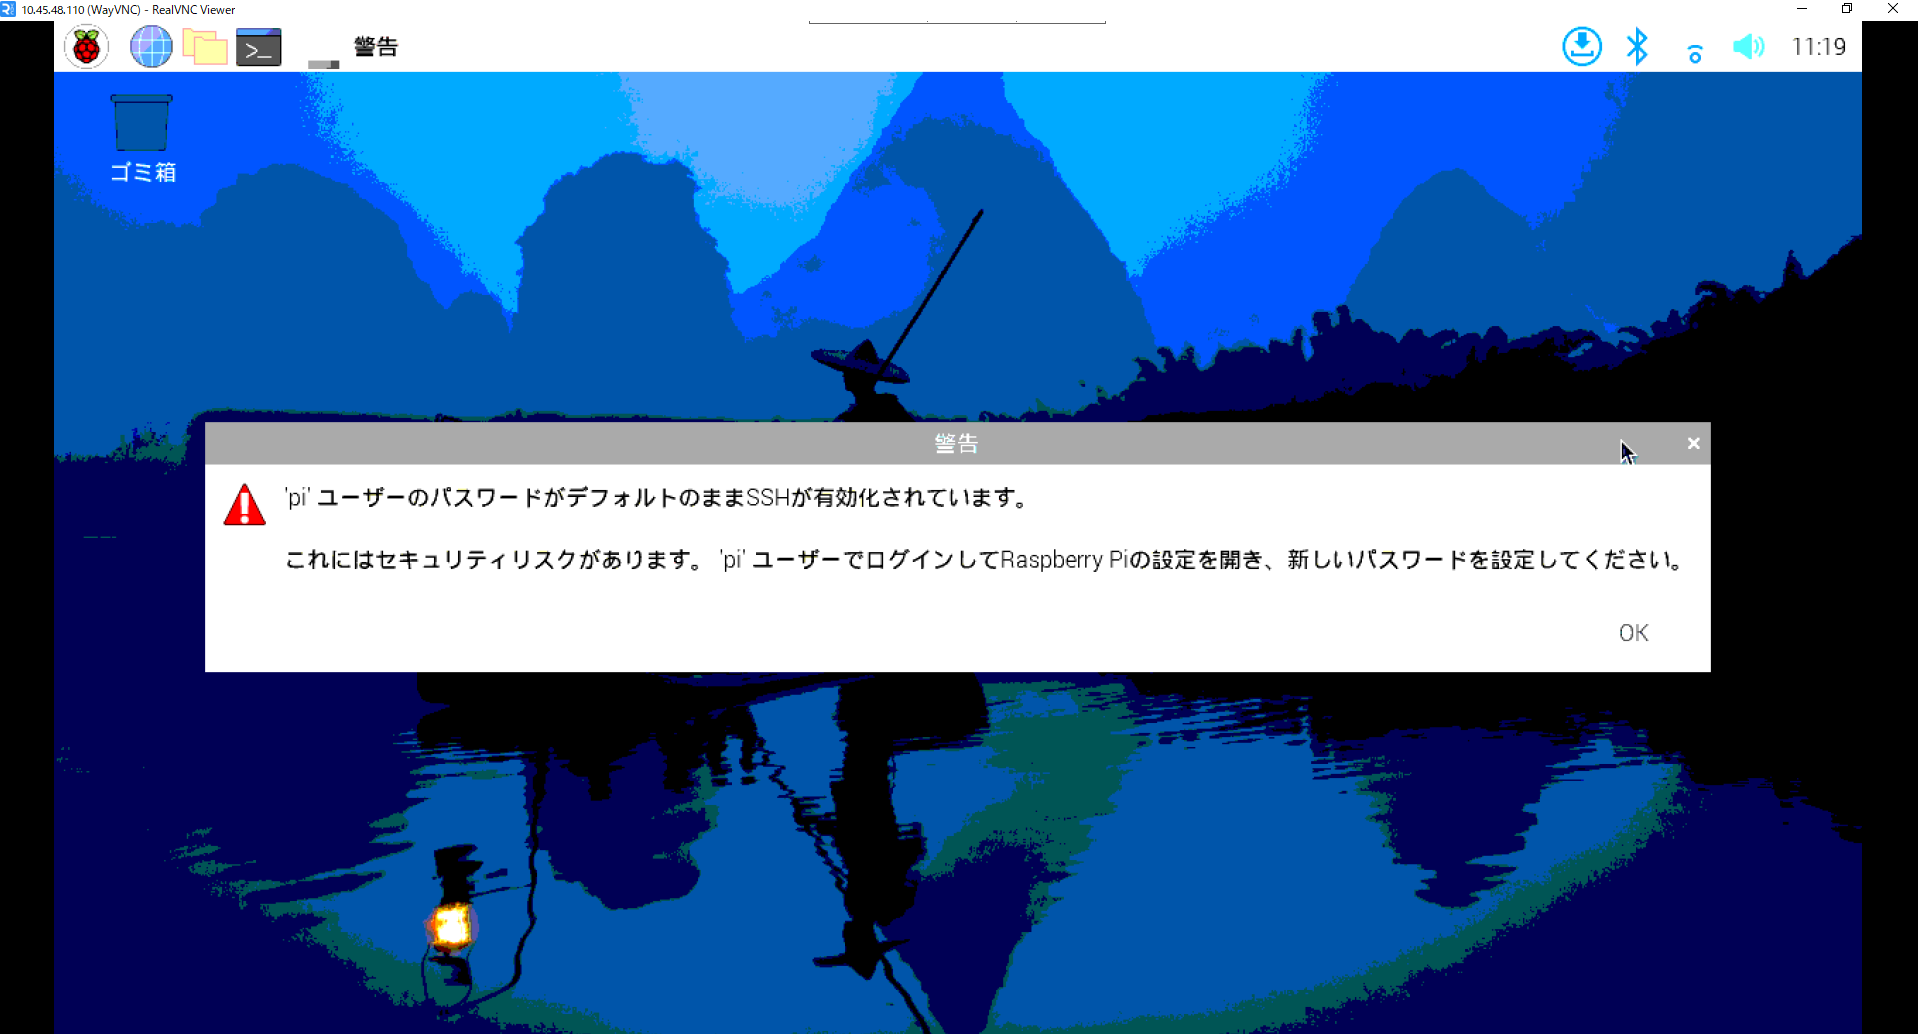 10.45.48.110 (WayVNC) - RealVNC Viewer
>_ 警告 11:19
ゴミ箱
警告
'pi' ユーザーのパスワードがデフォルトのままSSHが有効化されています。
これにはセキュリティリスクがあります。 'pi' ユーザーでログインしてRaspberry Piの設定を開き、新しいパスワードを設定してください。
OK